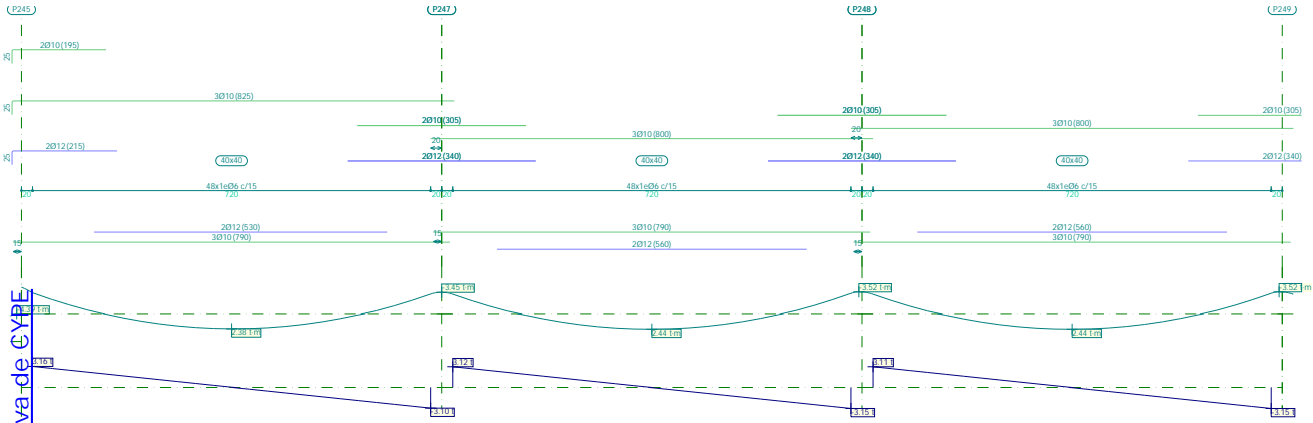 P245 P247 P248 P249
2Ø10(195)
25
3Ø10(825)
25
2Ø10(305) 2Ø10(305)
2Ø10(305) 3Ø10(800)
20 3Ø10(800) 20
2Ø12(215)
25
40x40 2Ø12(340) 40x40 2Ø12(340) 40x40 2Ø12(340)
48x1eØ6 c/15 48x1eØ6 c/15 48x1eØ6 c/15
20 720 20 20 720 20 20 720 20
2Ø12(530) 3Ø10(790) 2Ø12(560)
3Ø10(790) 2Ø12(560) 3Ø10(790)
15 15 15
-3.45 t·m -3.52 t·m -3.52 t·m
2.38 t·m 2.44 t·m 2.44 t·m
3.16 t 3.12 t 3.11 t
-3.10 t -3.15 t -3.15 t
va de CYPE